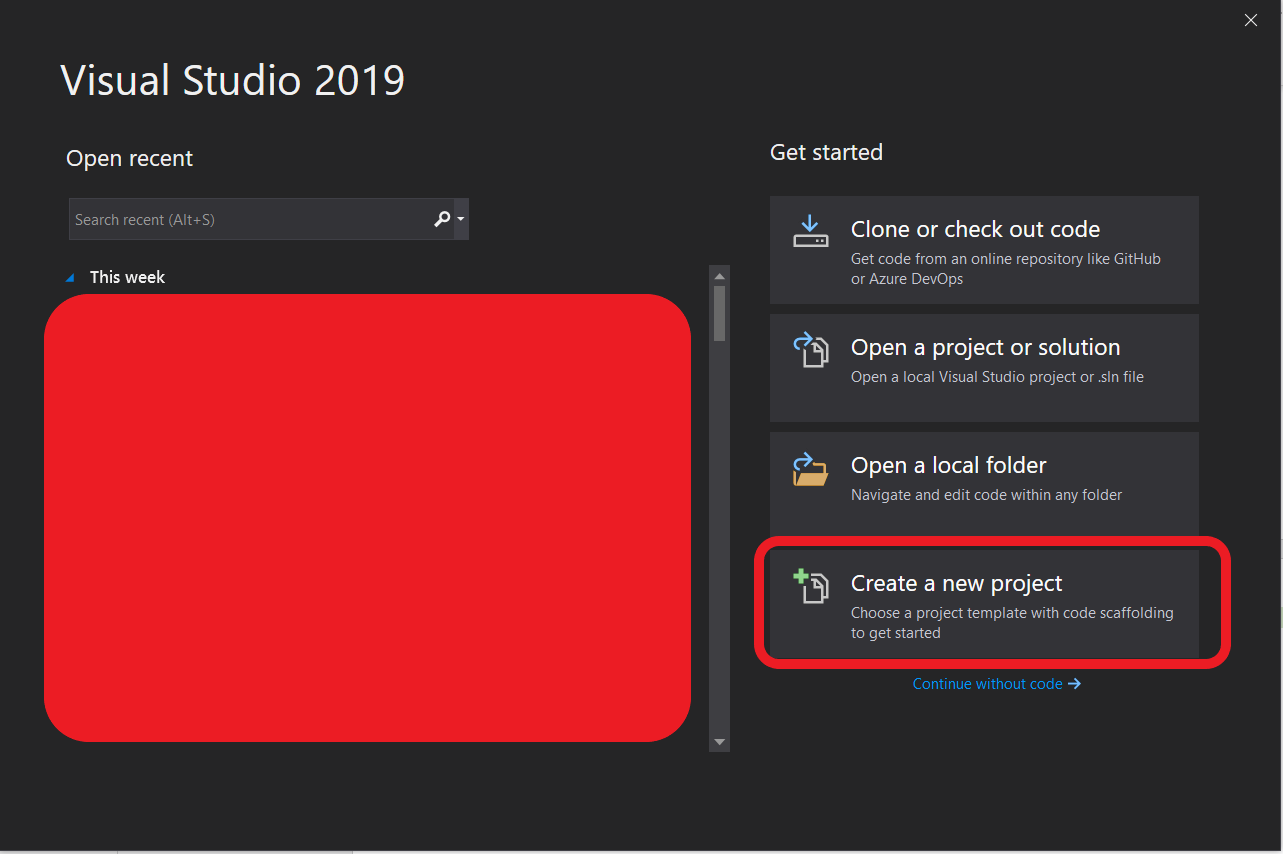 Visual Studio 2019
Open recent
Search recent (Alt+S)
This week
Get started
Clone or check out code
Get code from an online repository like GitHub
or Azure DevOps
Open a project or solution
Open a local Visual Studio project or .sln file
Open a local folder
Navigate and edit code within any folder
Create a new project
Choose a project template with code scaffolding
to get started
Continue without code